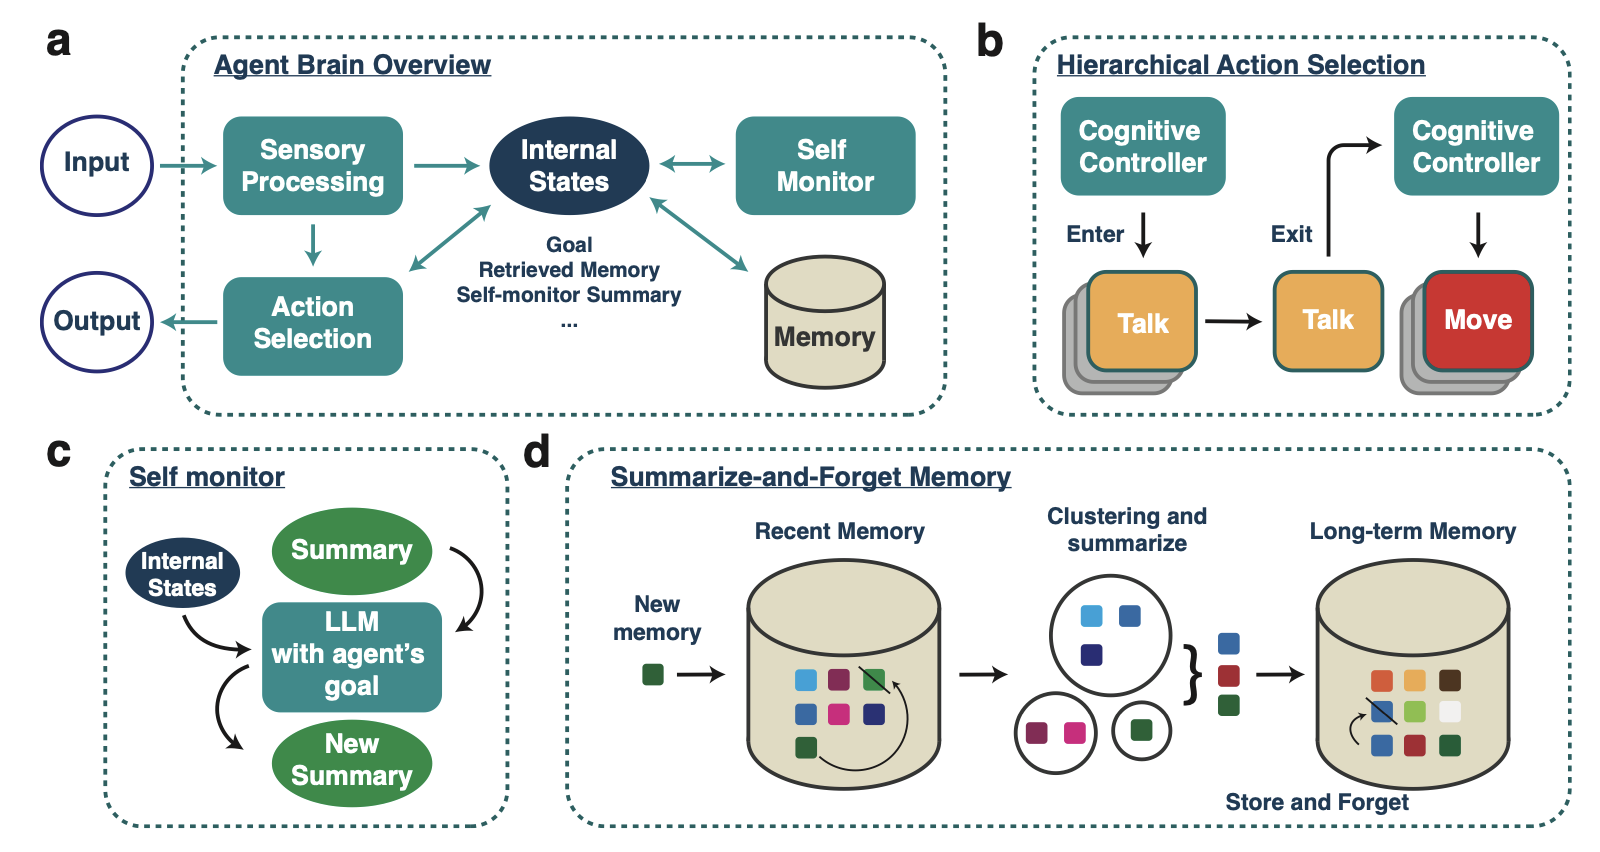 a
Agent Brain Overview
Input
Sensory
Processing
Internal
States
Self
Monitor
Goal
Retrieved Memory
Self-monitor Summary
...
Output
Action
Selection
Memory
b
Hierarchical Action Selection
Cognitive
Controller
Cognitive
Controller
Enter
Exit
Talk
Talk
Move
c
Self monitor
Internal
States
Summary
LLM
with agent's
goal
New
Summary
d
Summarize-and-Forget Memory
New
memory
Recent Memory
Clustering and
summarize
}
Long-term Memory
Store and Forget